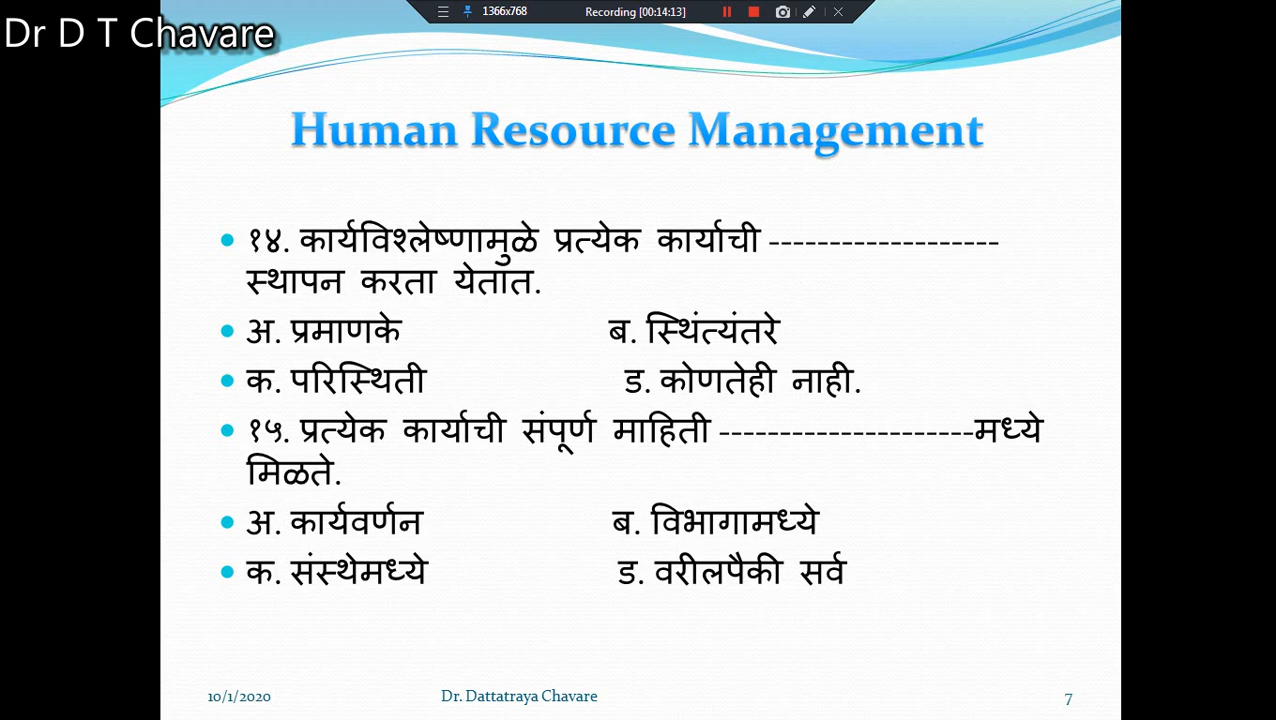 1366x768 Recording [00:14:13]
Dr D T Chavare
Human Resource Management
१४. कार्यविश्लेष्णामुळे प्रत्येक कार्याची -------------------
स्थापन करता येतात.
अ. प्रमाणके ब. स्थिंत्यंतरे
क. परिस्थिती ड. कोणतेही नाही.
१५. प्रत्येक कार्याची संपूर्ण माहिती ---------------------मध्ये
मिळते.
अ. कार्यवर्णन ब. विभागामध्ये
क. संस्थेमध्ये ड. वरीलपैकी सर्व
10/1/2020 Dr. Dattatraya Chavare 7